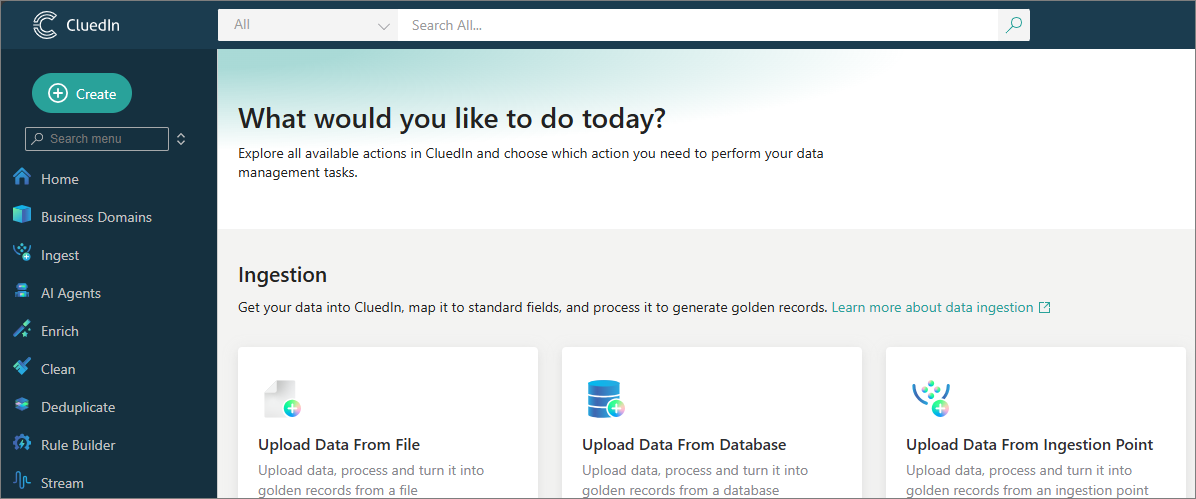 CluedIn
All
Search All...
Create
Search menu
Home
Business Domains
Ingest
AI Agents
Enrich
Clean
Deduplicate
Rule Builder
Stream
What would you like to do today?
Explore all available actions in CluedIn and choose which action you need to perform your data
management tasks.
Ingestion
Get your data into CluedIn, map it to standard fields, and process it to generate golden records. Learn more about data ingestion
Upload Data From File
Upload data, process and turn it into
golden records from a file
Upload Data From Database
Upload data, process and turn it into
golden records from a database
Upload Data From Ingestion Point
Upload data, process and turn it into
golden records from an ingestion point